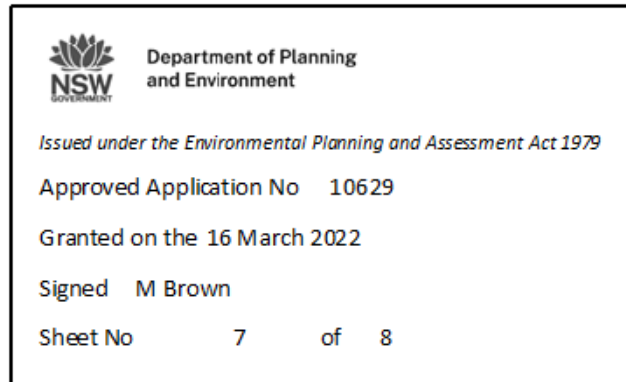 NSW
GOVERNMENT
Department of Planning
and Environment
Issued under the Environmental Planning and Assessment Act 1979
Approved Application No 10629
Granted on the 16 March 2022
Signed M Brown
Sheet No 7 of 8